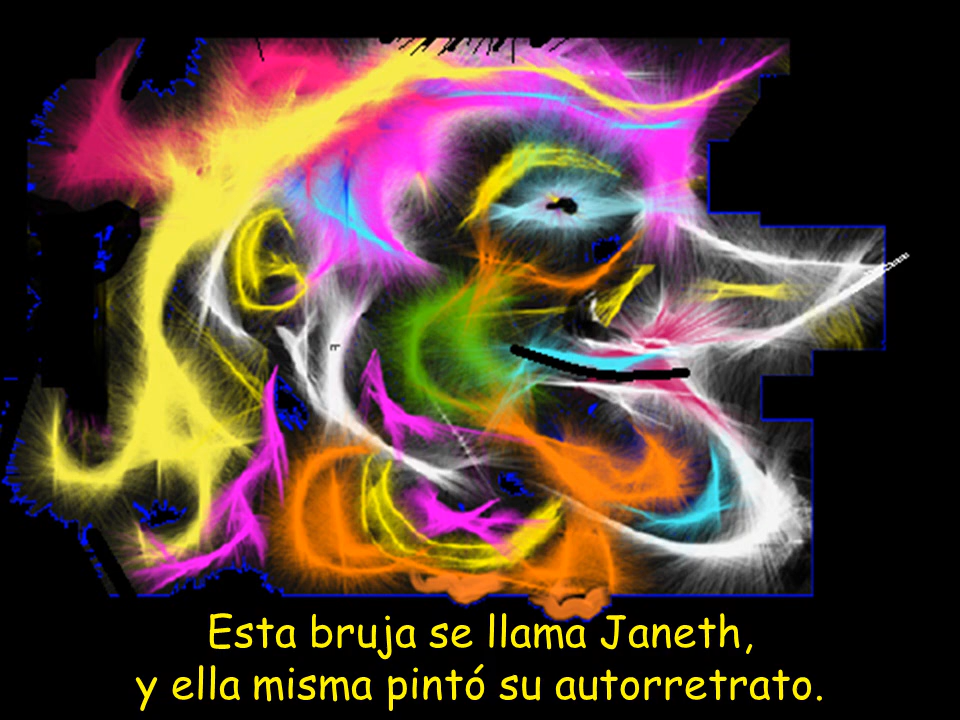 Esta bruja se llama Janeth,
y ella misma pintó su autorretrato.